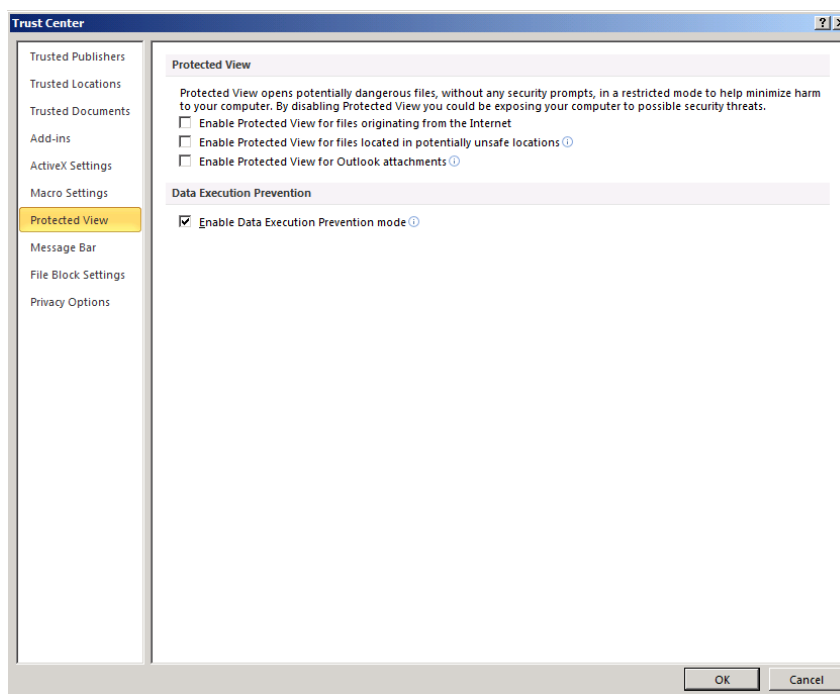 Trust Center
Trusted Publishers
Trusted Locations
Trusted Documents
Add-ins
ActiveX Settings
Macro Settings
Protected View
Message Bar
File Block Settings
Privacy Options
Protected View
Protected View opens potentially dangerous files, without any security prompts, in a restricted mode to help minimize harm
to your computer. By disabling Protected View you could be exposing your computer to possible security threats.
Enable Protected View for files originating from the Internet
Enable Protected View for files located in potentially unsafe locations
Enable Protected View for Outlook attachments
Data Execution Prevention
Enable Data Execution Prevention mode
OK
Cancel